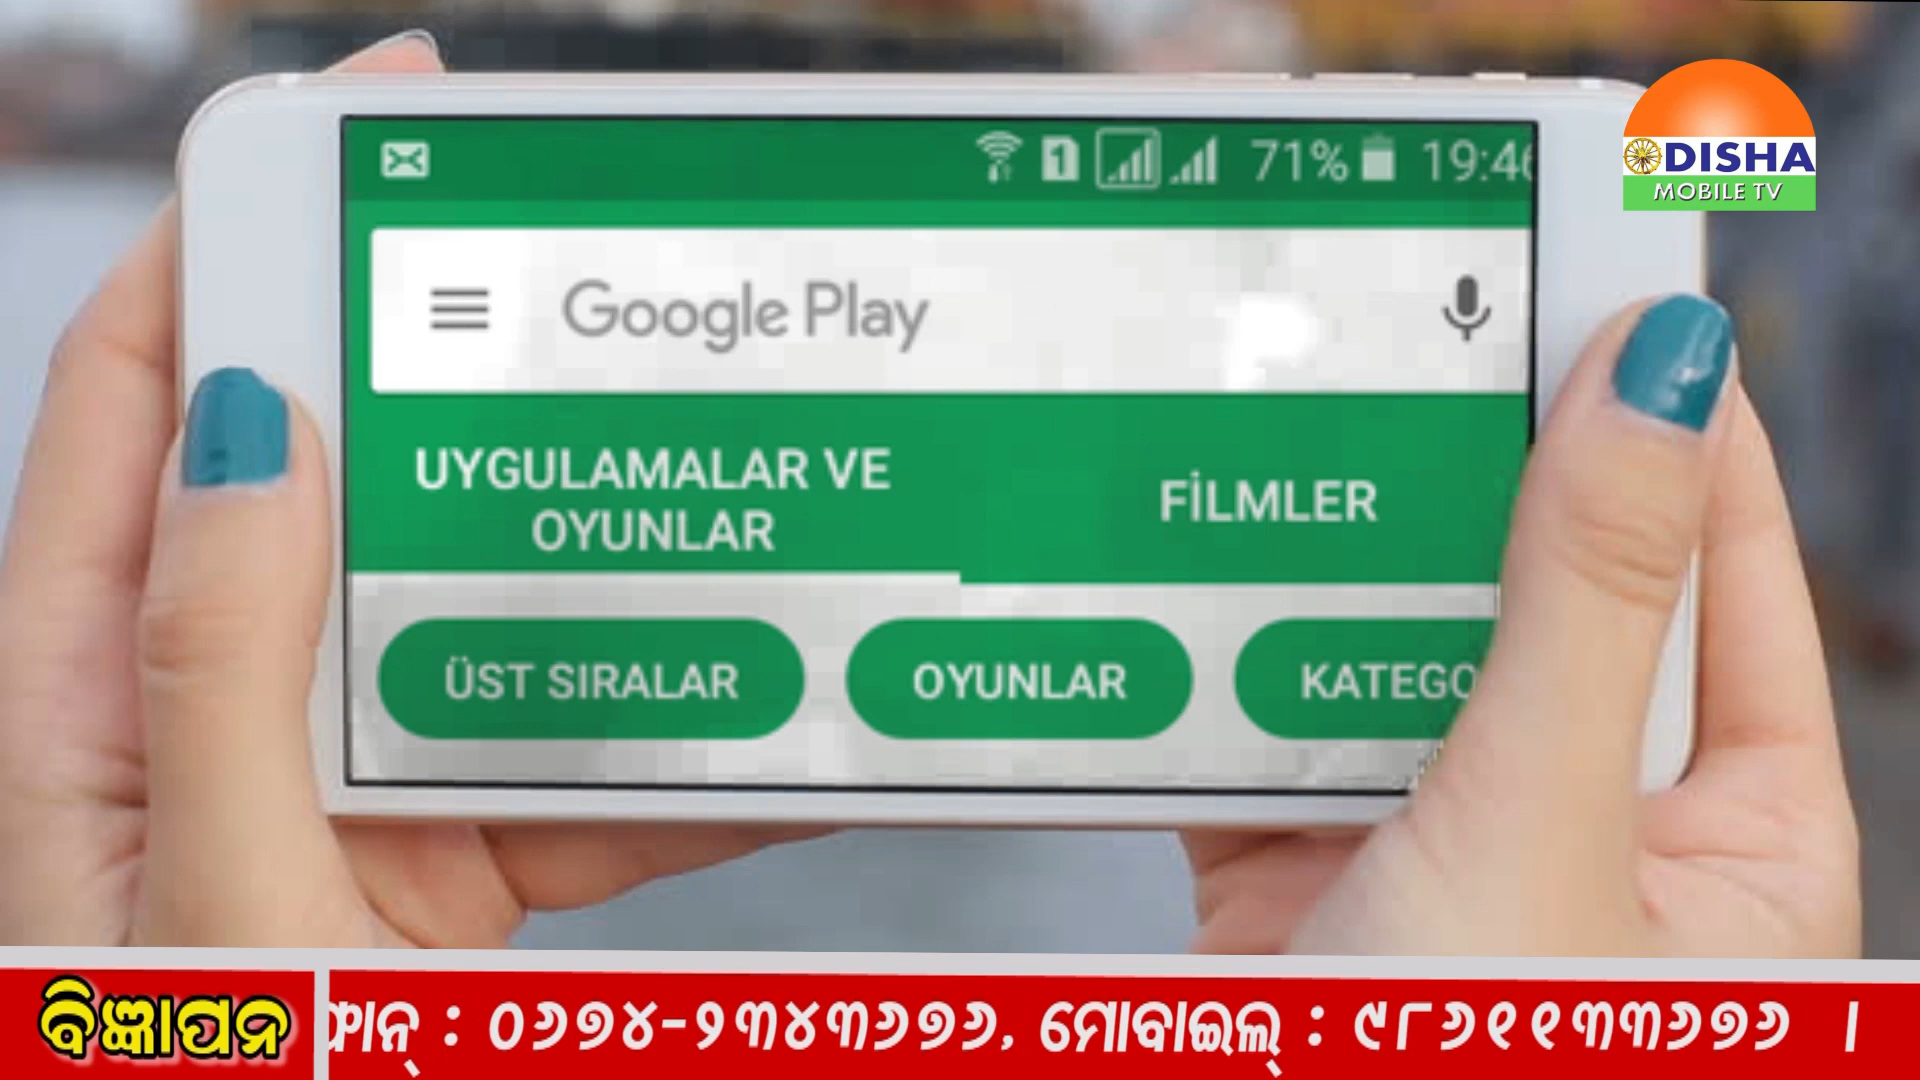 71% 19:46
Google Play
UYGULAMALAR VE
OYUNLAR
FİLMLER
ÜST SIRALAR
OYUNLAR
KATEGO
ODISHA
MOBILE TV
ବିଜ୍ଞାପନ
ଫୋନ୍ : ୦୬୭୪-୨୩୪୩୬୭୬, ମୋବାଇଲ୍ : ୯୮୬୧୧୩୩୬୭୬ ।